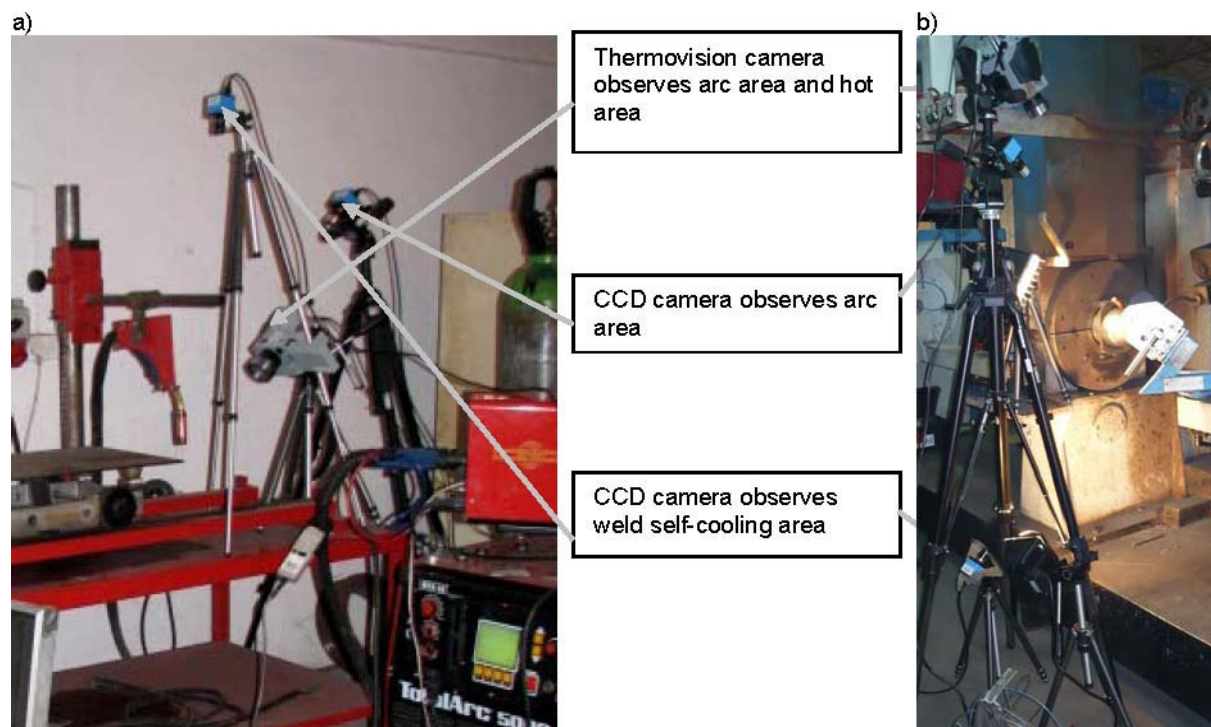 a)
b)
Thermovision camera
observes arc area and hot
area
CCD camera observes arc
area
CCD camera observes
weld self-cooling area
TotalArc